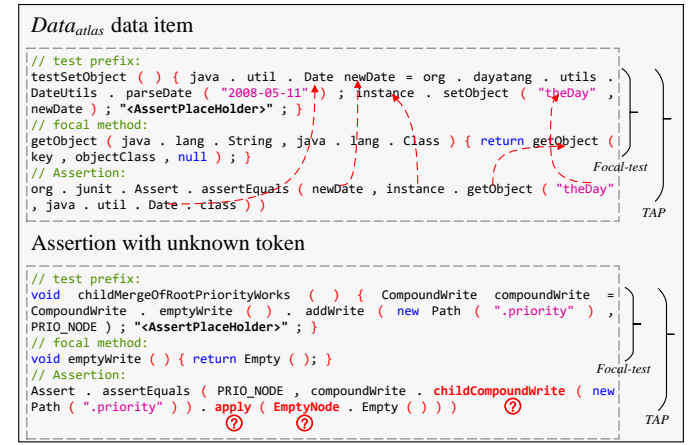 Data_atlas data item
// test prefix:
testSetObject ( ) { java . util . Date newDate = org . dayatang . utils .
DateUtils . parseDate ( "2008-05-11" ) ; instance . setObject ( "theDay" ,
newDate ) ; "<AssertPlaceHolder>" ; }
// focal method:
getObject ( java . lang . String , java . lang . Class ) { return getObject (
key , objectClass , null ) ; }
// Assertion:
org . junit . Assert . assertEquals ( newDate , instance . getObject ( "theDay"
, java . util . Date . class ) )
Focal-test
TAP
Assertion with unknown token
// test prefix:
void childMergeOfRootPriorityWorks ( ) { CompoundWrite compoundWrite =
CompoundWrite . emptyWrite ( ) . addWrite ( new Path ( ".priority" ) ,
PRIO_NODE ) ; "<AssertPlaceHolder>" ; }
// focal method:
void emptyWrite ( ) { return Empty ( ); }
// Assertion:
Assert . assertEquals ( PRIO_NODE , compoundWrite . childCompoundWrite ( new
Path ( ".priority" ) ) . apply ( EmptyNode . Empty ( ) ) )
? ? ?
Focal-test
TAP